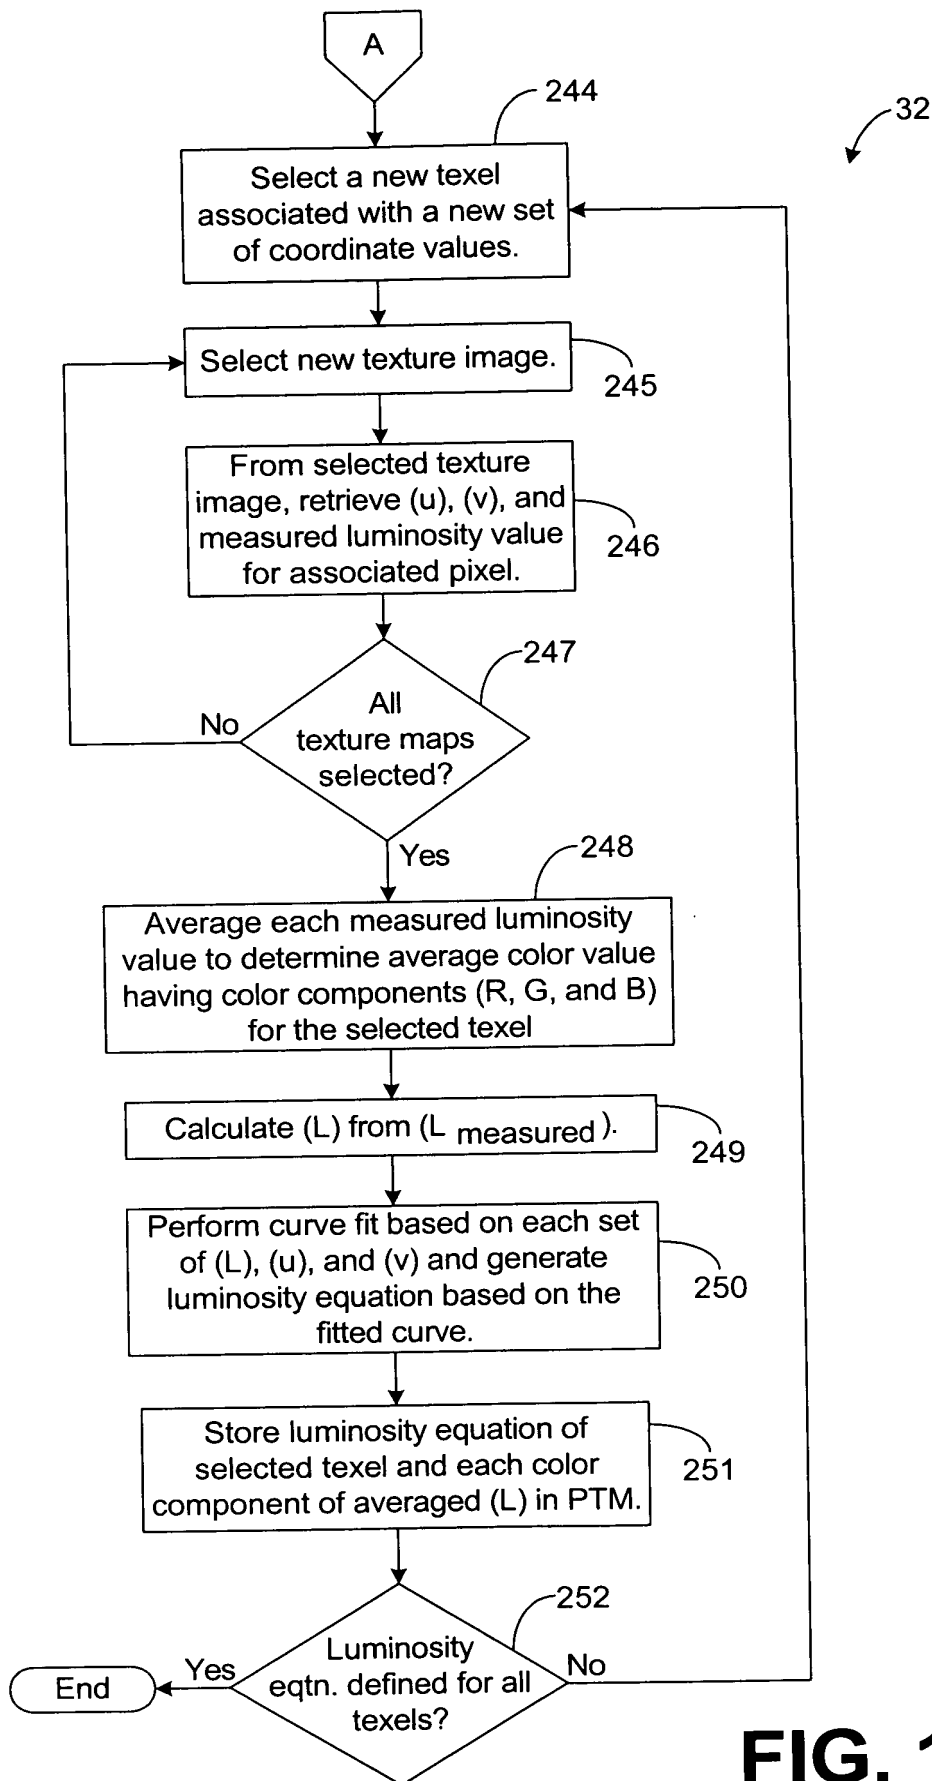 A
244
32
Select a new texel
associated with a new set
of coordinate values.
Select new texture image.
245
From selected texture
image, retrieve (u), (v), and
measured luminosity value
for associated pixel.
246
247
All
texture maps
selected?
No
Yes
248
Average each measured luminosity
value to determine average color value
having color components (R, G, and B)
for the selected texel
Calculate (L) from (L measured).
249
Perform curve fit based on each set
of (L), (u), and (v) and generate
luminosity equation based on the
fitted curve.
250
Store luminosity equation of
selected texel and each color
component of averaged (L) in PTM.
251
252
Luminosity
eqtn. defined for all
texels?
Yes
No
End
FIG.